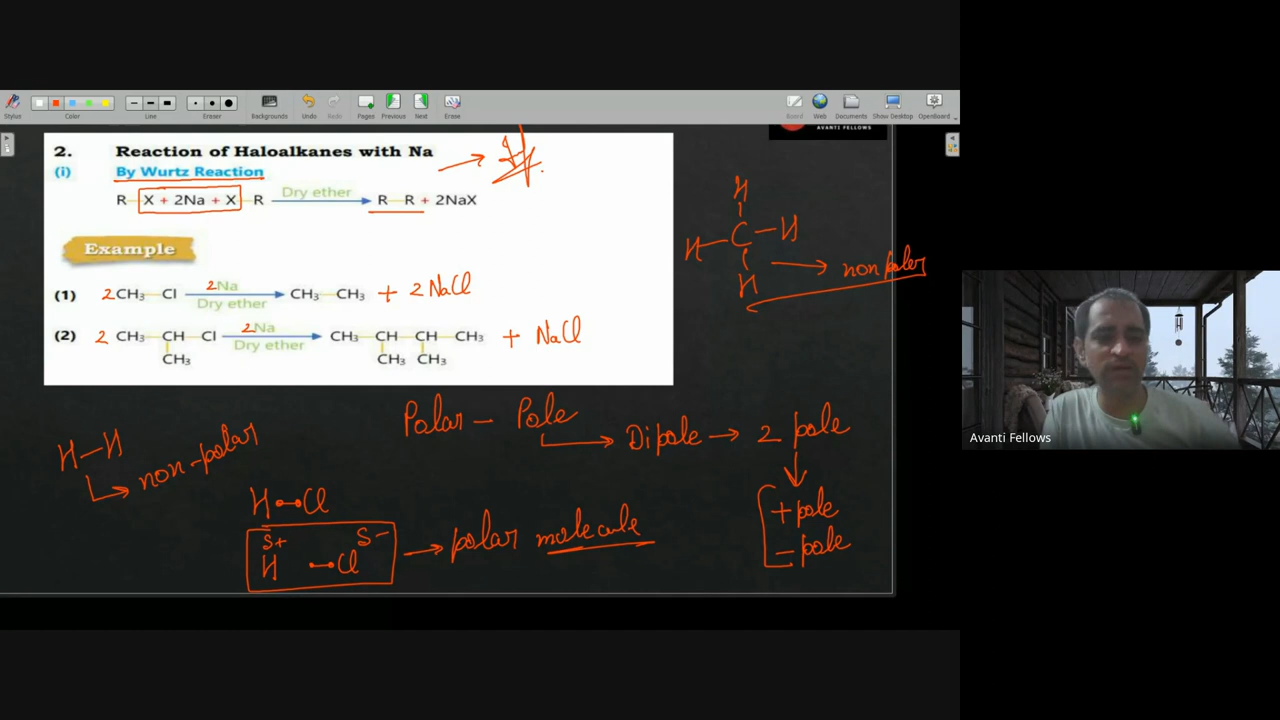 Stylus
Color
Line
Eraser
Backgrounds
Undo
Redo
Pages
Previous
Next
Erase
Board
Web
Documents
Show Desktop
OpenBoard
AVANTI FELLOWS
2. Reaction of Haloalkanes with Na
(i) By Wurtz Reaction
R X + 2Na + X R Dry ether R R + 2NaX
Example
(1) 2 CH₃ Cl 2Na Dry ether CH₃ CH₃ + 2NaCl
(2) 2 CH₃ CH Cl 2Na Dry ether CH₃ CH CH CH₃ + NaCl
CH₃ CH₃ CH₃
H
H C H
H
→ non polar
Polar - Pole
→ Dipole → 2 pole
+ pole
- pole
H-H
→ non-polar
H Cl
S+ S-
H Cl → polar molecule
Avanti Fellows